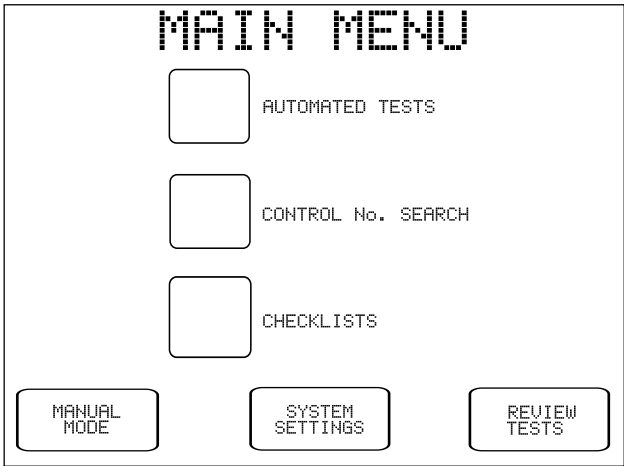 MAIN MENU
AUTOMATED TESTS
CONTROL No. SEARCH
CHECKLISTS
MANUAL
MODE
SYSTEM
SETTINGS
REVIEW
TESTS